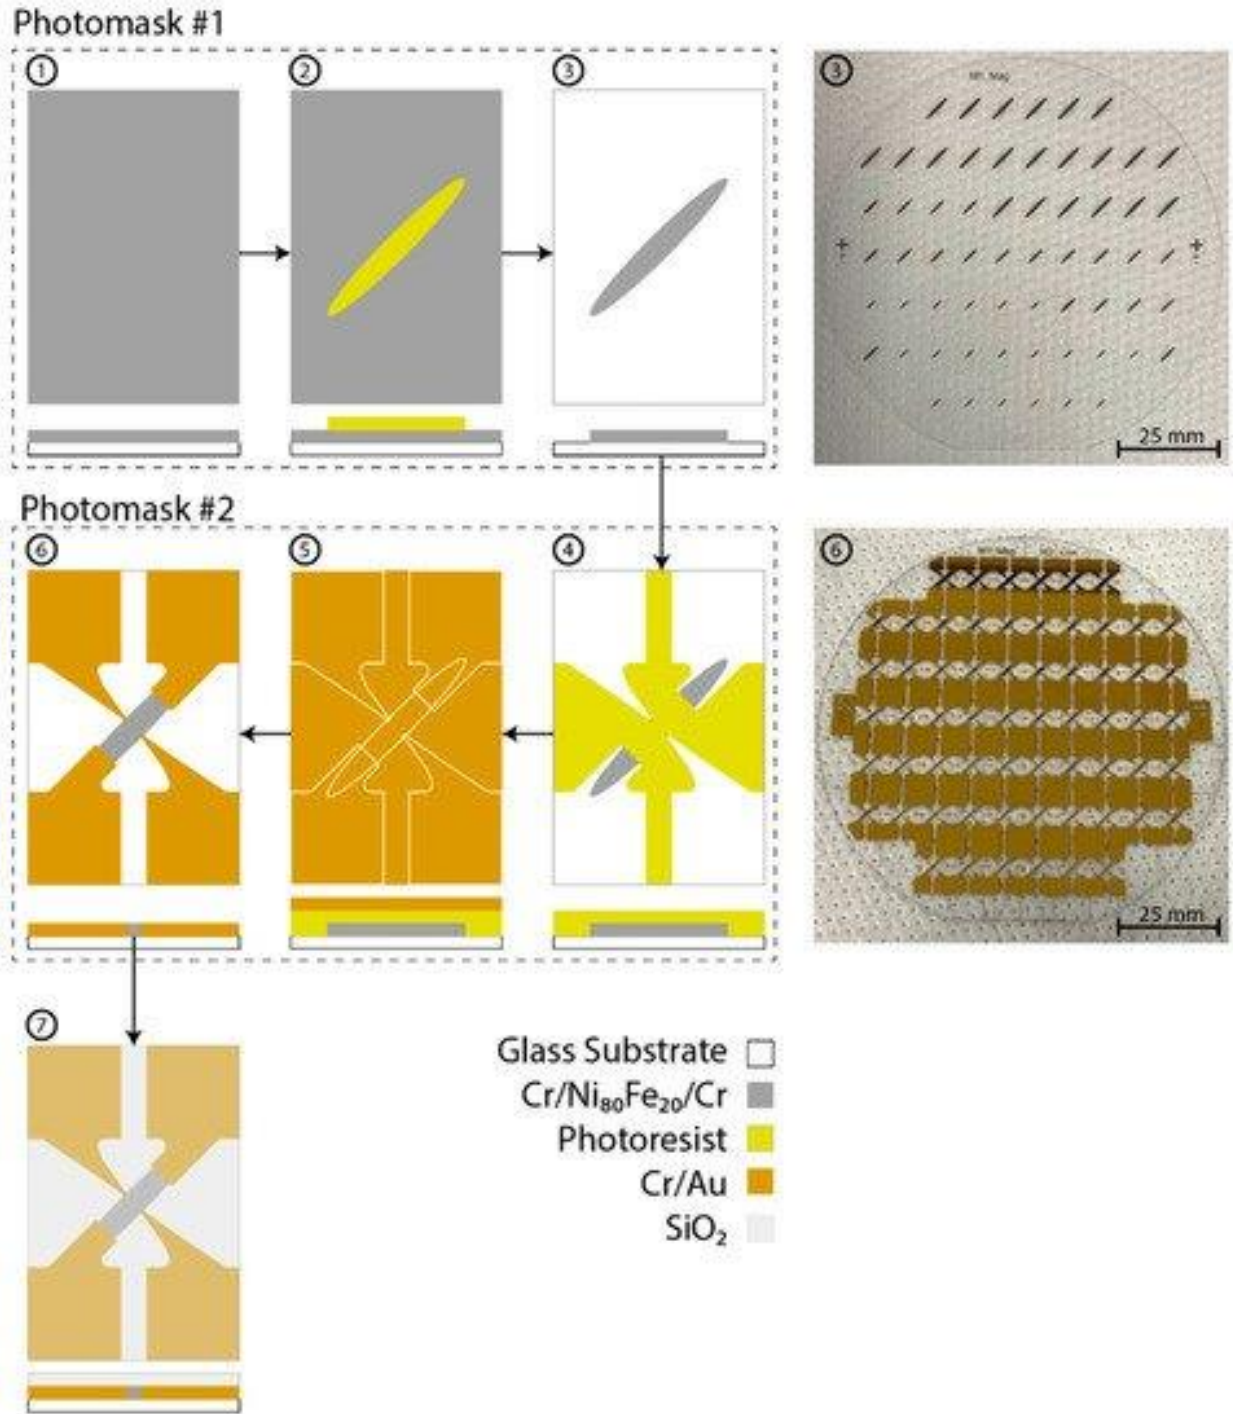 Photomask #1
① ② ③ ③
25 mm
Photomask #2
⑥ ⑤ ④ ⑥
25 mm
⑦
Glass Substrate
Cr/Ni₈₀Fe₂₀/Cr
Photoresist
Cr/Au
SiO₂